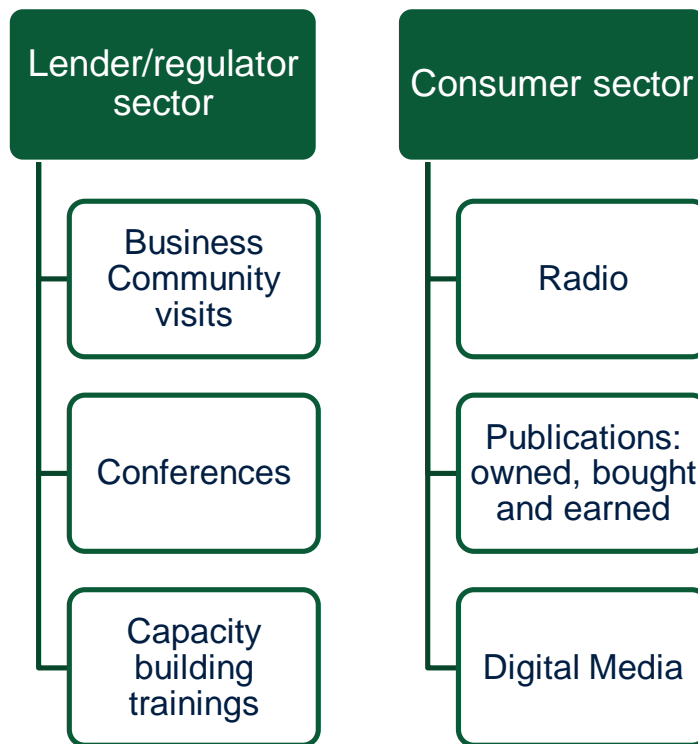 Lender/regulator
sector
Business
Community
visits
Conferences
Capacity
building
trainings
Consumer sector
Radio
Publications:
owned, bought
and earned
Digital Media